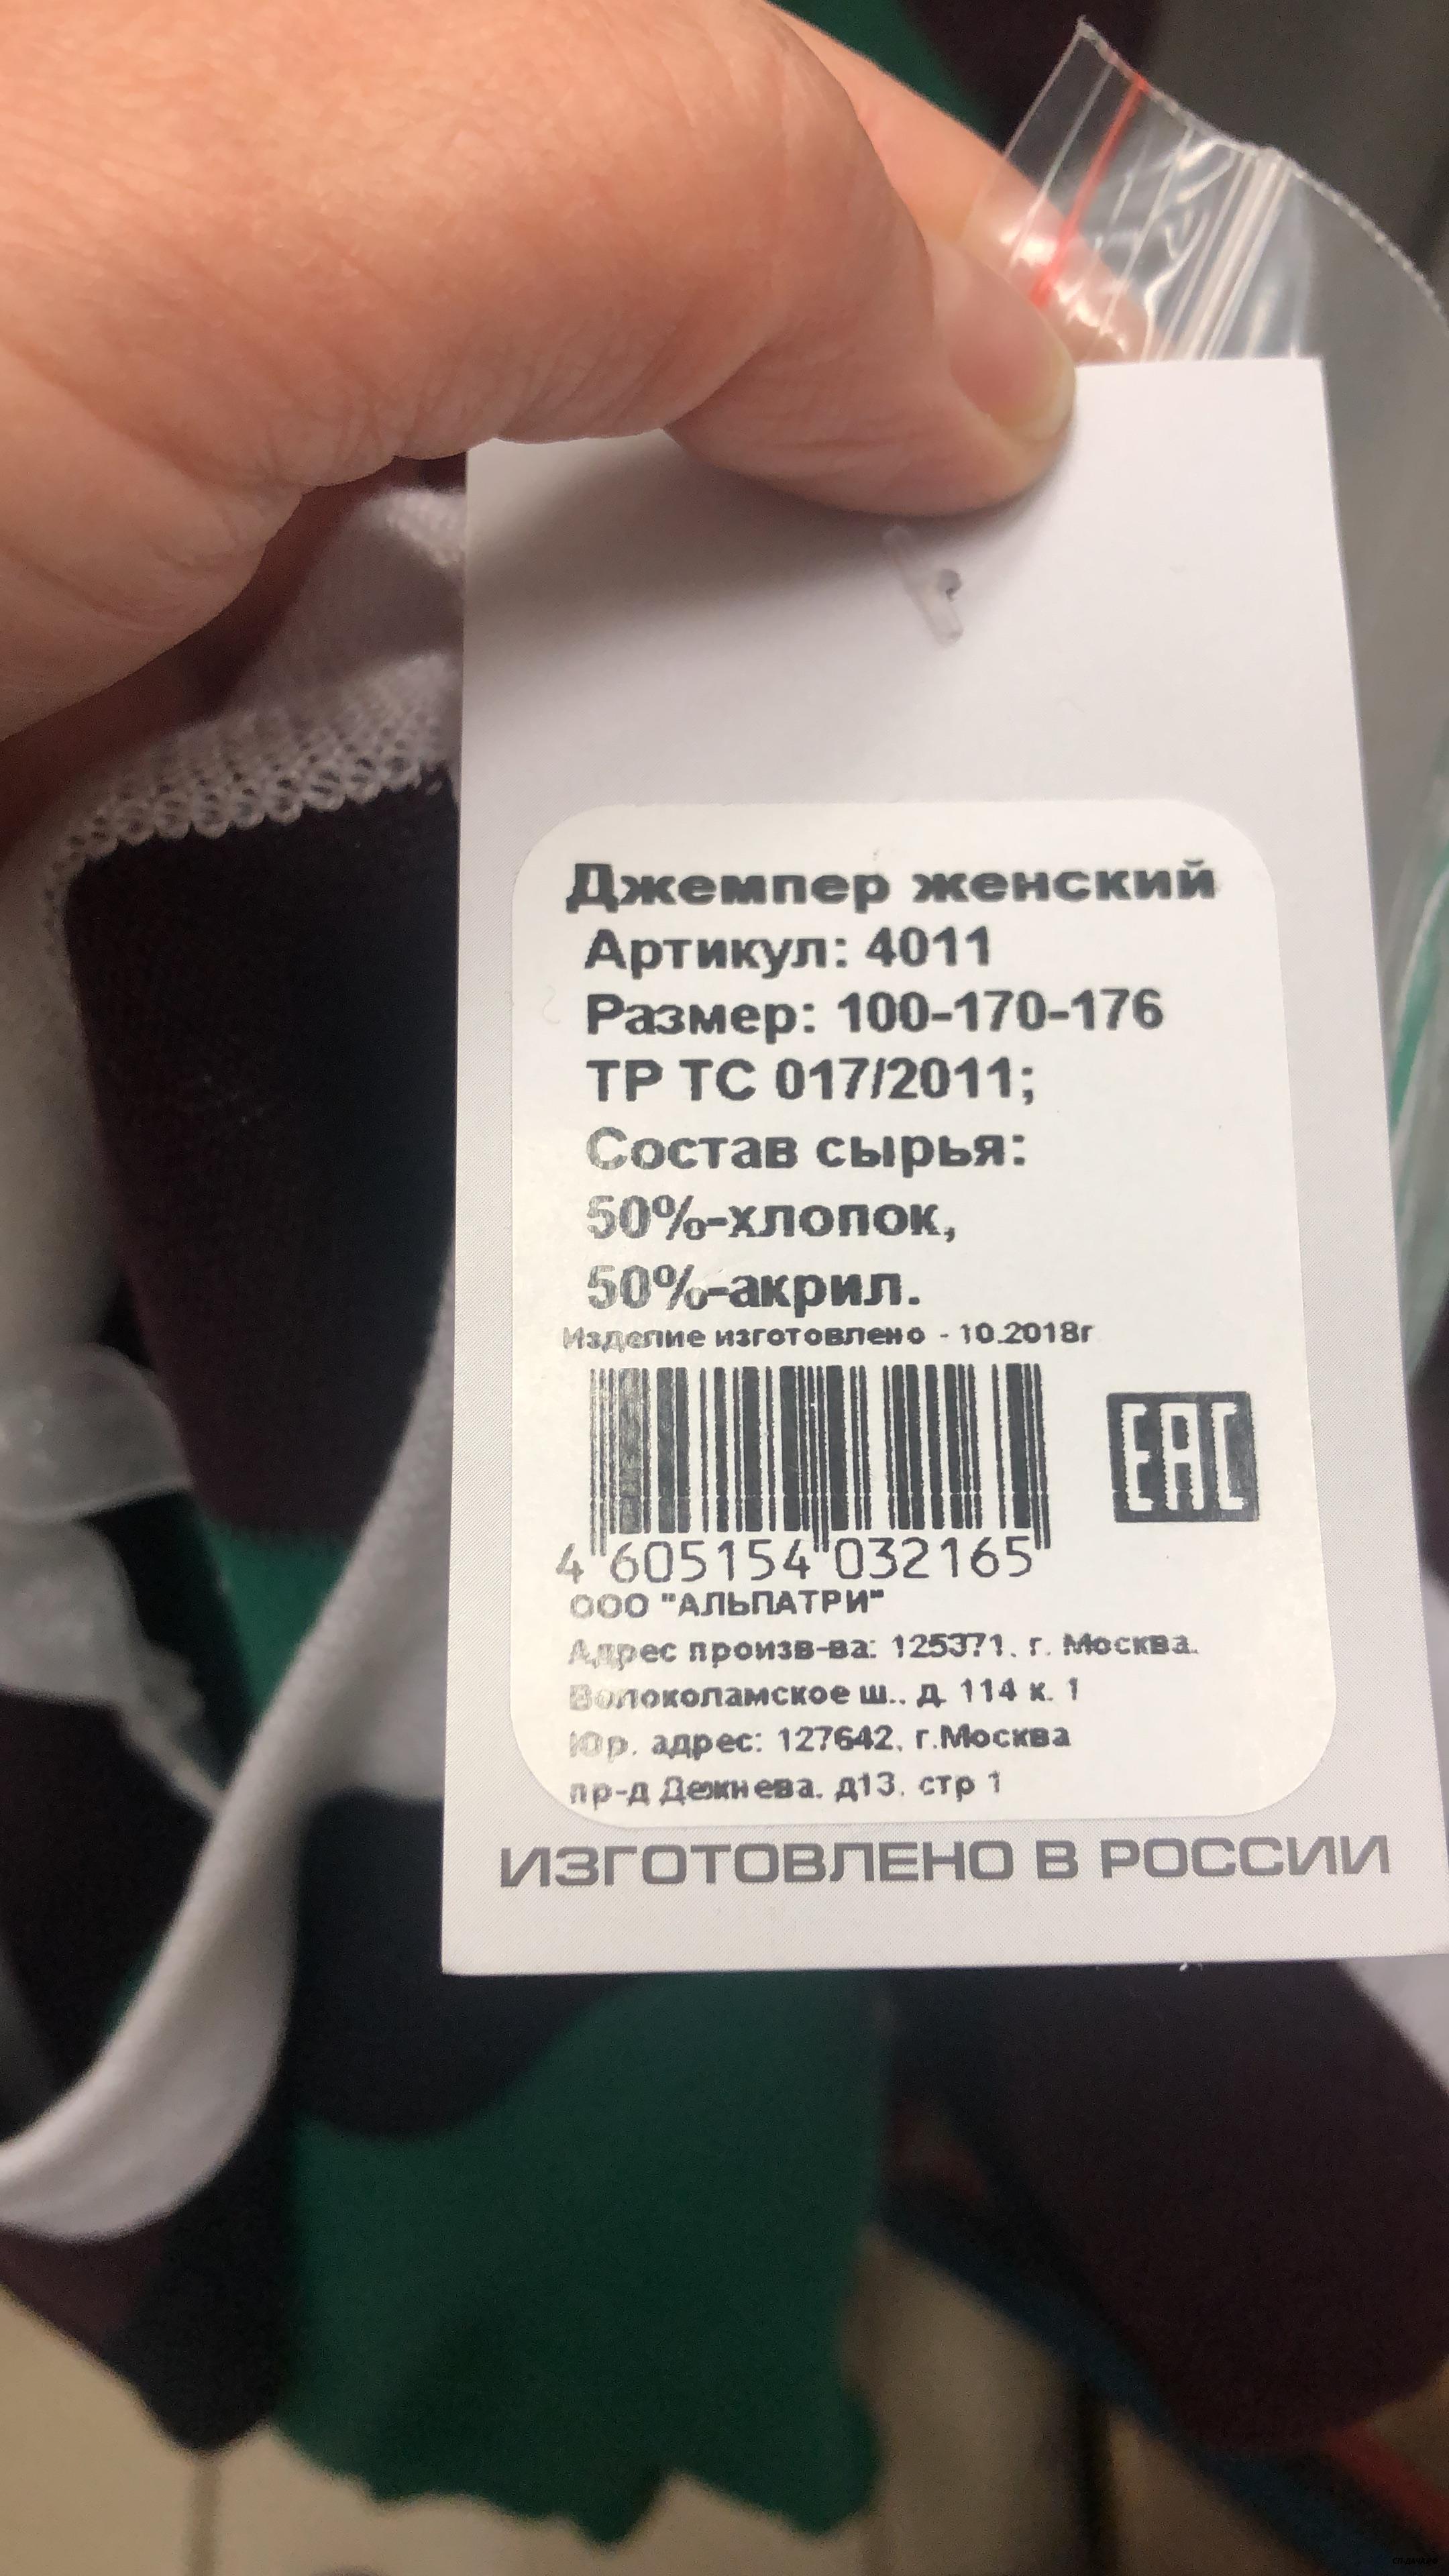 Джемпер женский
Артикул: 4011
Размер: 100-170-176
ТР ТС 017/2011;
Состав сырья:
50%-хлопок,
50%-акрил.
Изделие изготовлено - 10.2018г
EAC
4 605154 032165
ООО "АЛЬПАТРИ"
Адрес произв-ва: 125371. г. Москва.
Волоколамское ш.. д. 114 к. 1
Юр. адрес: 127642. г.Москва
пр-д Дежнева. д13. стр 1
ИЗГОТОВЛЕНО В РОССИИ